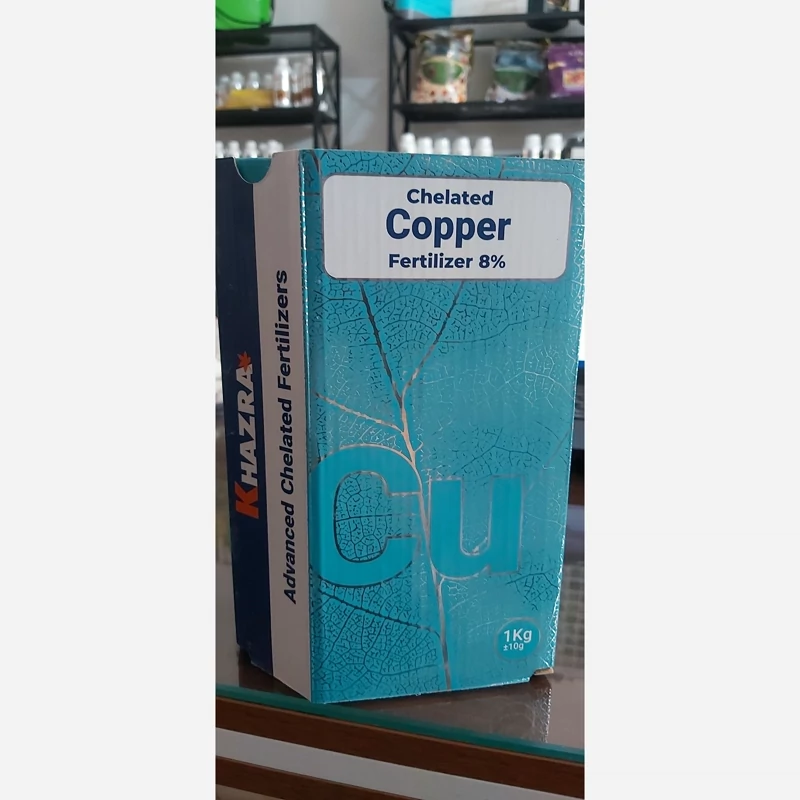 Chelated
Copper
Fertilizer 8%
KHAZRA
Advanced Chelated Fertilizers
Cu
1Kg
±10g